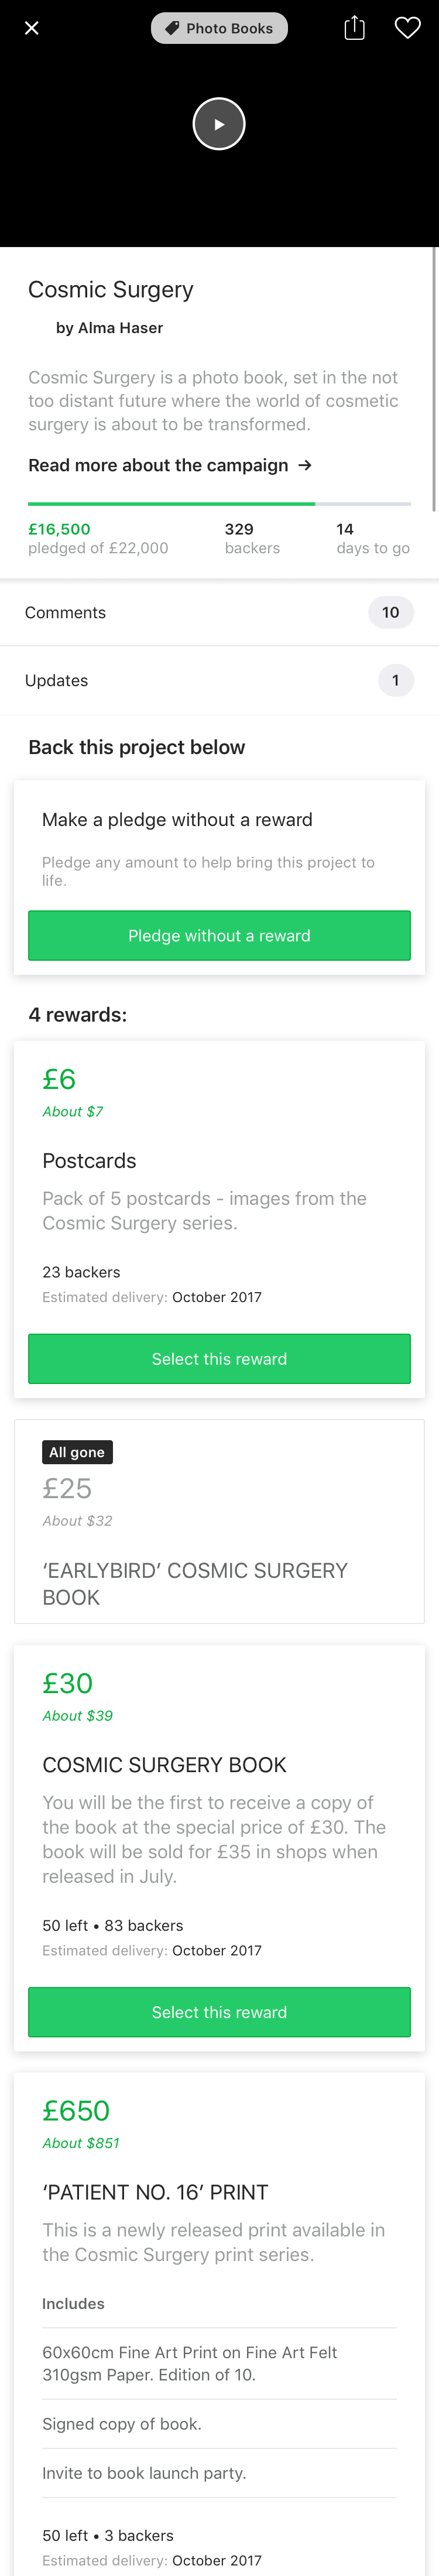 Photo Books
Cosmic Surgery
by Alma Haser
Cosmic Surgery is a photo book, set in the not
too distant future where the world of cosmetic
surgery is about to be transformed.
Read more about the campaign →
£16,500
pledged of £22,000
329
backers
14
days to go
Comments
10
Updates
1
Back this project below
Make a pledge without a reward
Pledge any amount to help bring this project to
life.
Pledge without a reward
4 rewards:
£6
About $7
Postcards
Pack of 5 postcards - images from the
Cosmic Surgery series.
23 backers
Estimated delivery: October 2017
Select this reward
All gone
£25
About $32
‘EARLYBIRD’ COSMIC SURGERY
BOOK
£30
About $39
COSMIC SURGERY BOOK
You will be the first to receive a copy of
the book at the special price of £30. The
book will be sold for £35 in shops when
released in July.
50 left • 83 backers
Estimated delivery: October 2017
Select this reward
£650
About $851
‘PATIENT NO. 16’ PRINT
This is a newly released print available in
the Cosmic Surgery print series.
Includes
60x60cm Fine Art Print on Fine Art Felt
310gsm Paper. Edition of 10.
Signed copy of book.
Invite to book launch party.
50 left • 3 backers
Estimated delivery: October 2017